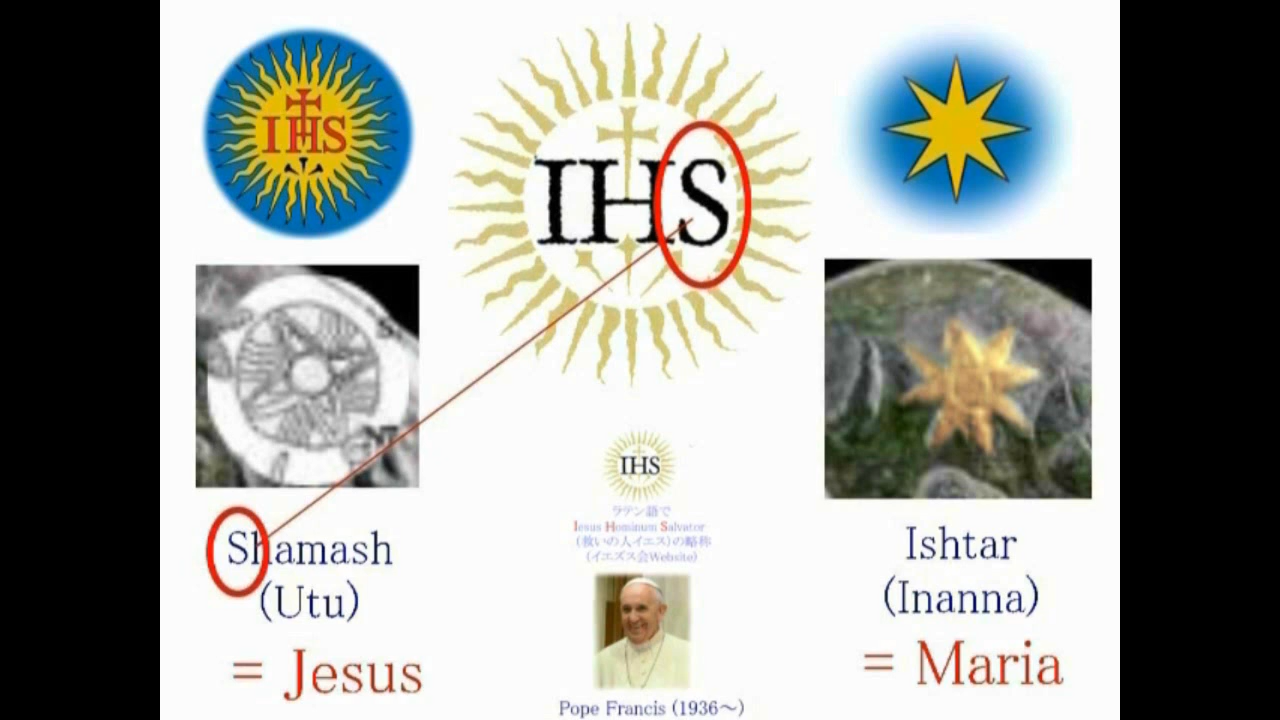 IHS
IHS
IHS
ラテン語で
Iesus Hominum Salvator
(救いの人イエス)の略称
(イエズス会Website)
Pope Francis (1936〜)
Shamash
(Utu)
= Jesus
Ishtar
(Inanna)
= Maria